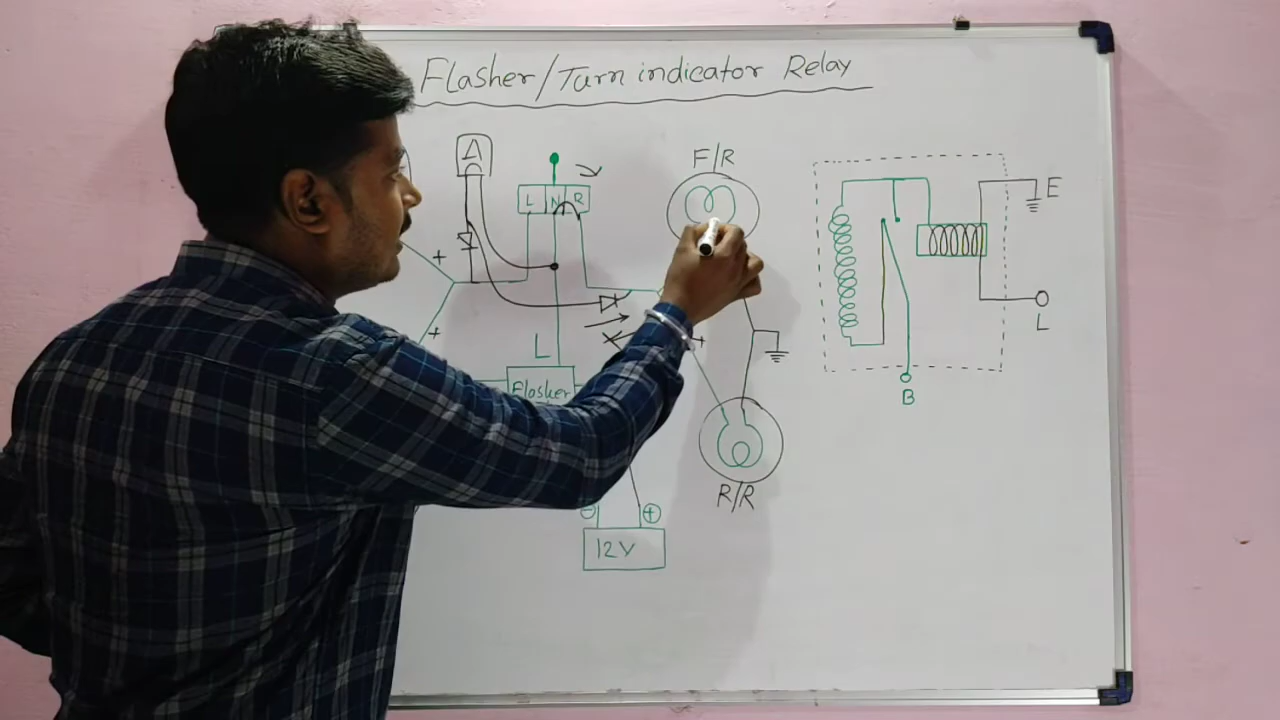 Flasher/Turn indicator Relay
F/R
L N R
E
+
+
+
L
L
Flasher
B
R/R
⊖ ⊕
12V